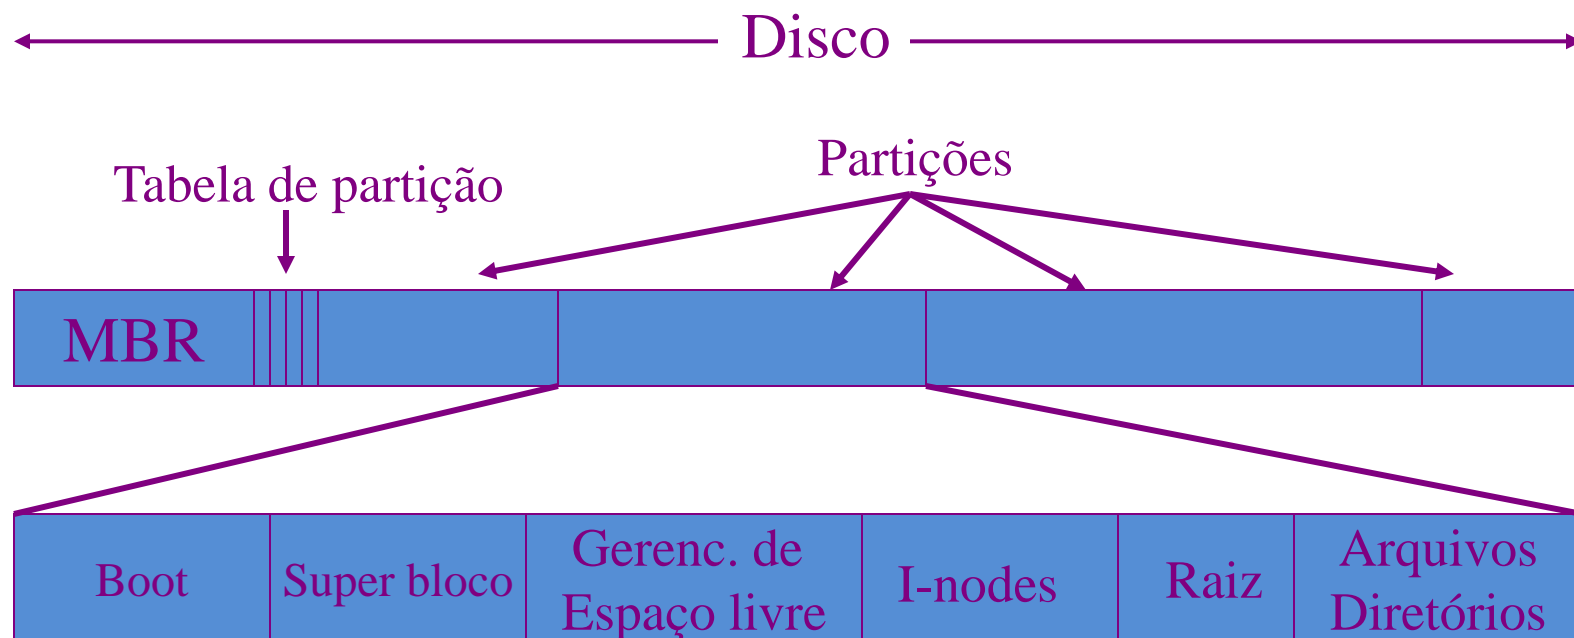 Disco
Partições
Tabela de partição
MBR
Boot
Super bloco
Gerenc. de
Espaço livre
I-nodes
Raiz
Arquivos
Diretórios